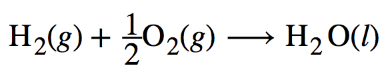 H₂(g) + ½O₂(g) ⟶ H₂O(l)